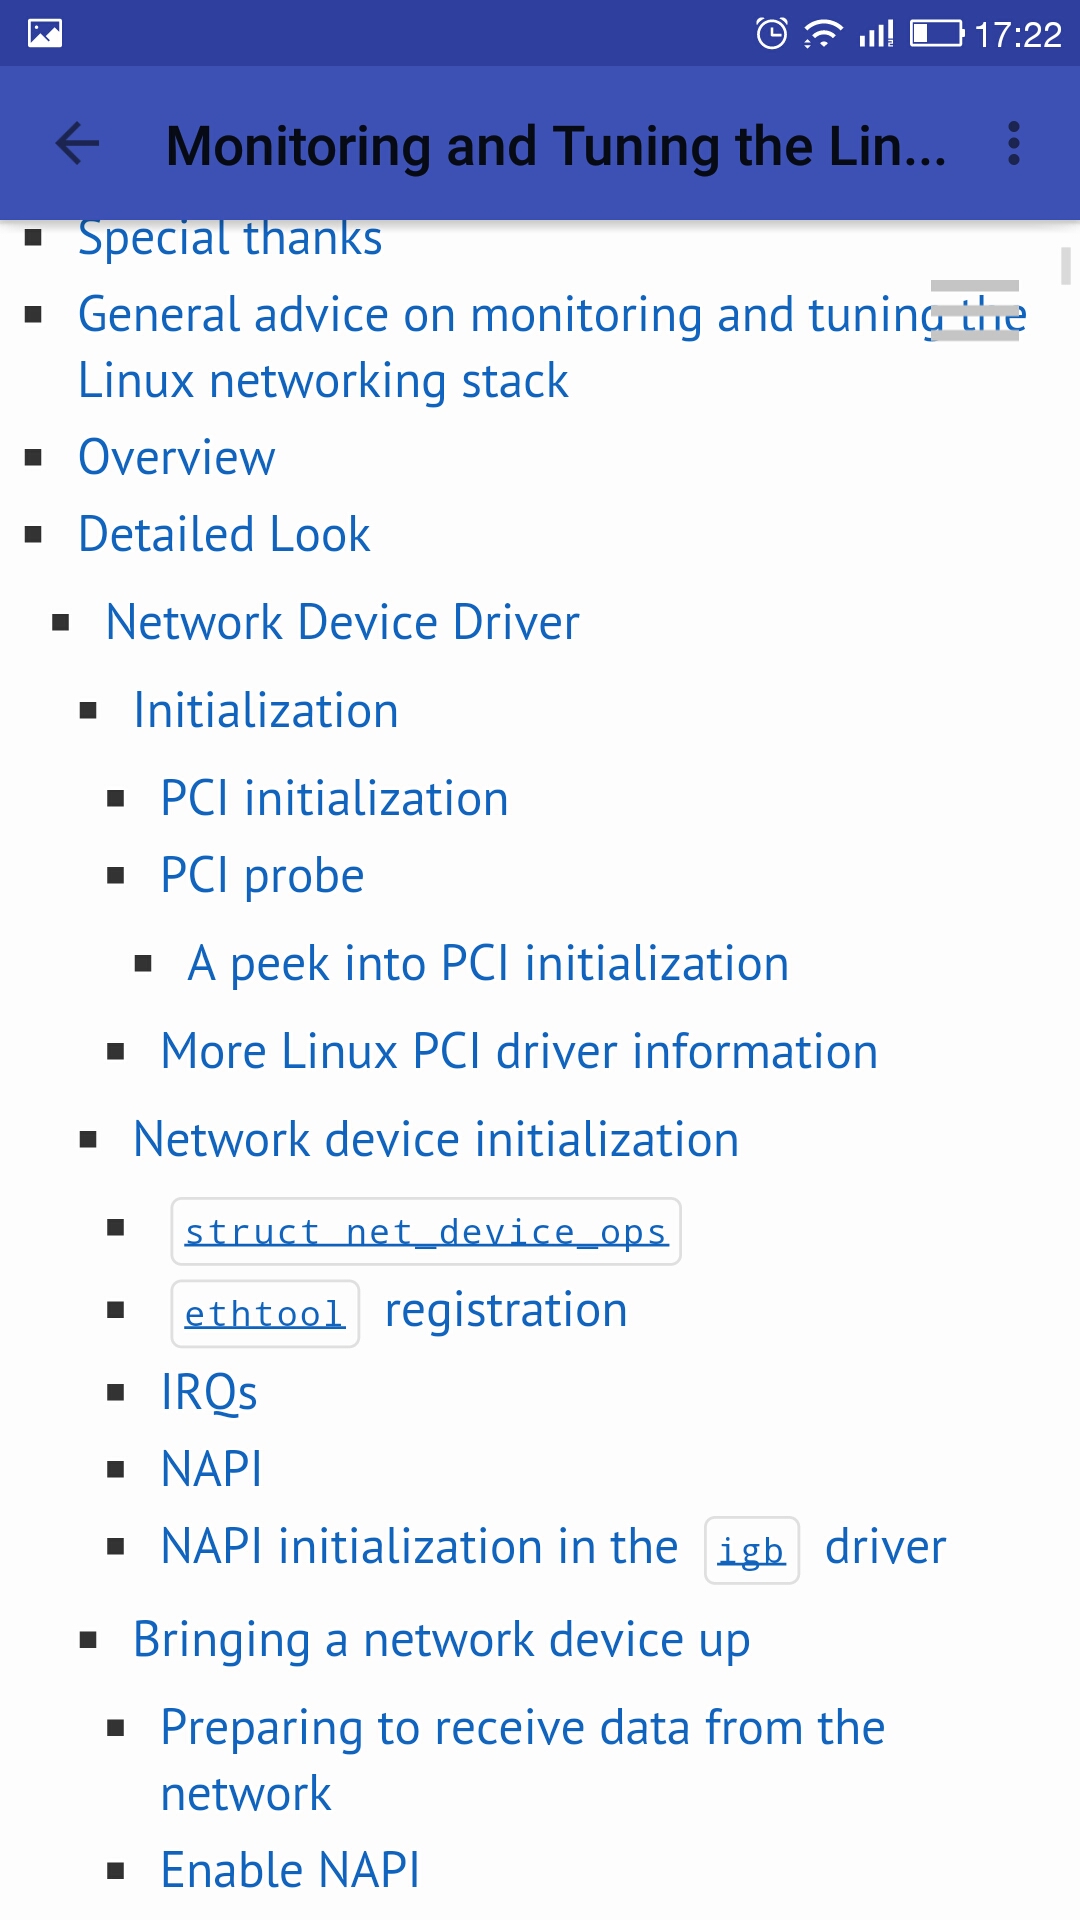 17:22
Monitoring and Tuning the Lin...
Special thanks
General advice on monitoring and tuning the
Linux networking stack
Overview
Detailed Look
Network Device Driver
Initialization
PCI initialization
PCI probe
A peek into PCI initialization
More Linux PCI driver information
Network device initialization
struct net_device_ops
ethtool registration
IRQs
NAPI
NAPI initialization in the igb driver
Bringing a network device up
Preparing to receive data from the
network
Enable NAPI